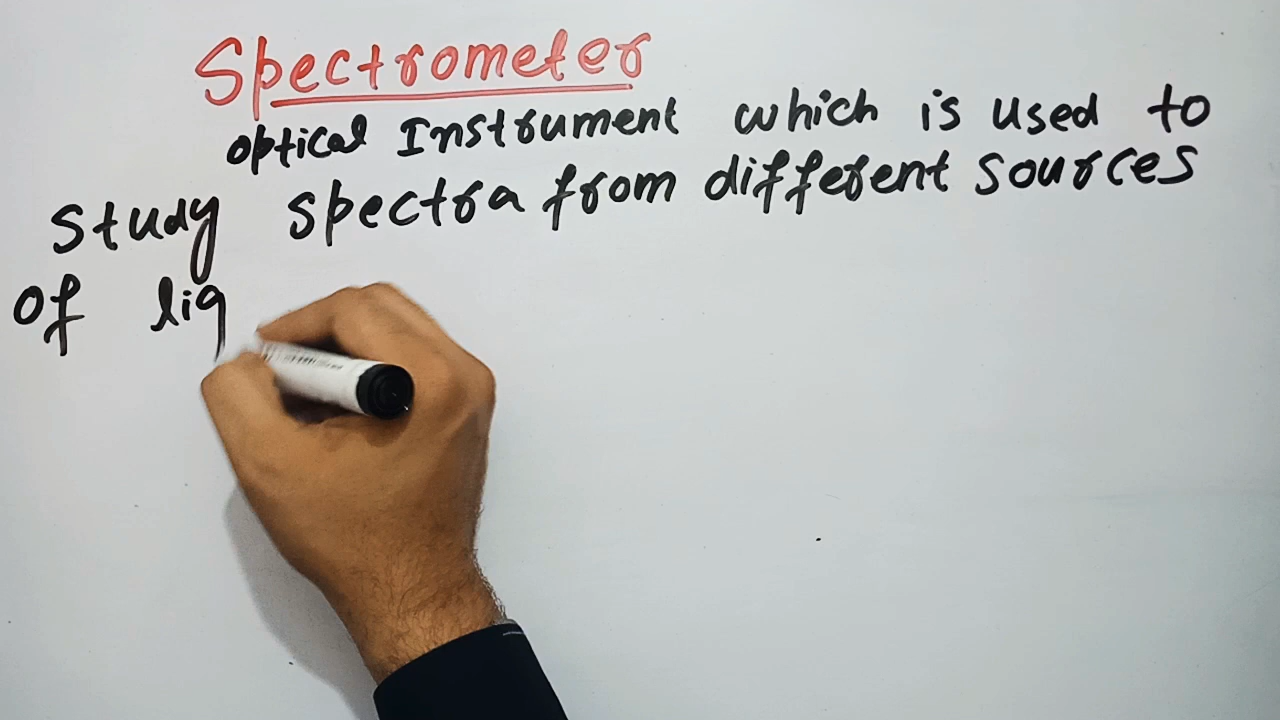 Spectrometer
optical Instrument which is used to
study spectra from different sources
of lig